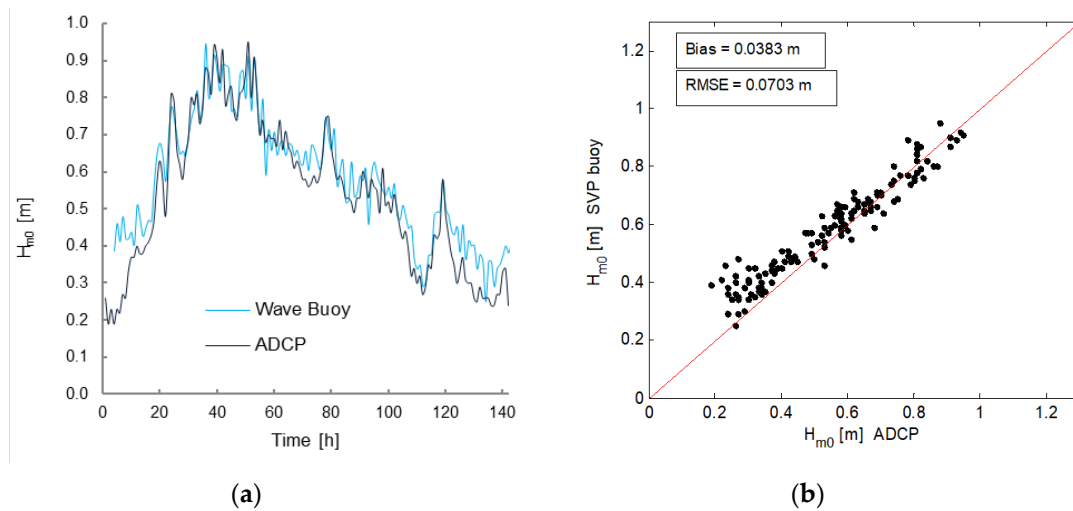 1.0
0.9
0.8
0.7
0.6
0.5
0.4
0.3
0.2
0.1
0.0
Hm0 [m]
0 20 40 60 80 100 120 140
Time [h]
Wave Buoy
ADCP
(a)
Bias = 0.0383 m
RMSE = 0.0703 m
1.2
1
0.8
0.6
0.4
0.2
0
Hm0 [m] SVP buoy
0 0.2 0.4 0.6 0.8 1 1.2
Hm0 [m] ADCP
(b)